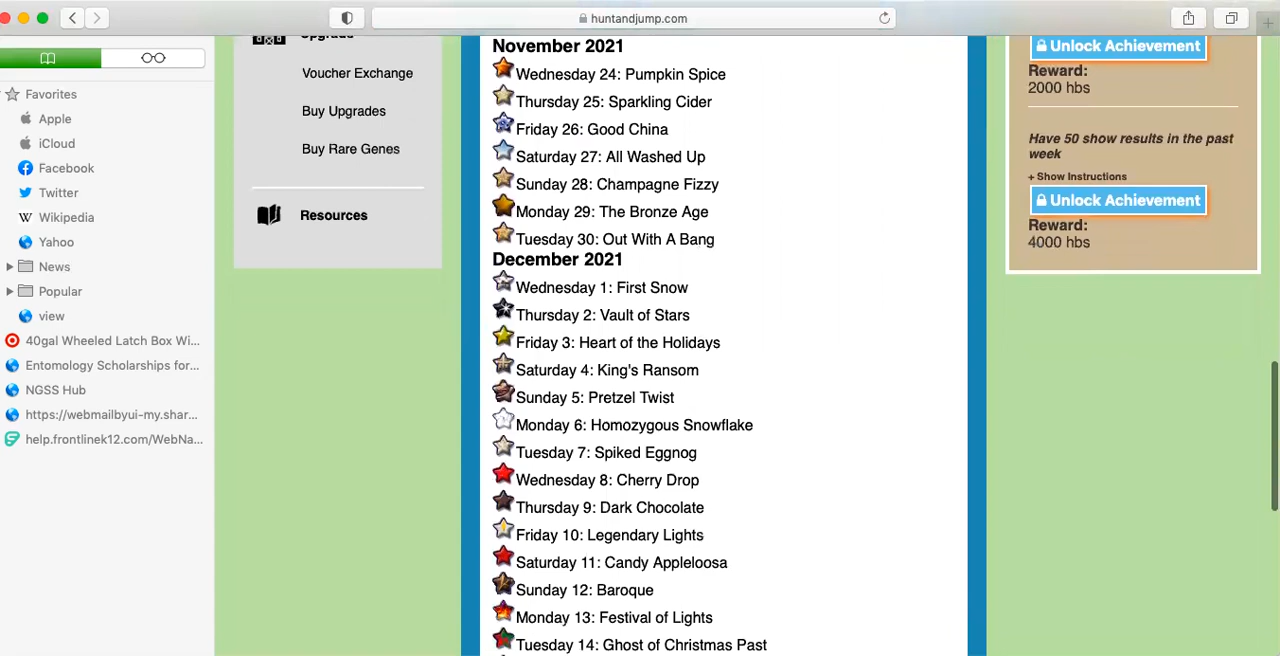 huntandjump.com
Favorites
Apple
iCloud
Facebook
Twitter
Wikipedia
Yahoo
News
Popular
view
40gal Wheeled Latch Box Wi...
Entomology Scholarships for...
NGSS Hub
https://webmailbyui-my.shar...
help.frontlinek12.com/WebNa...
Upgrade
Voucher Exchange
Buy Upgrades
Buy Rare Genes
Resources
November 2021
Wednesday 24: Pumpkin Spice
Thursday 25: Sparkling Cider
Friday 26: Good China
Saturday 27: All Washed Up
Sunday 28: Champagne Fizzy
Monday 29: The Bronze Age
Tuesday 30: Out With A Bang
December 2021
Wednesday 1: First Snow
Thursday 2: Vault of Stars
Friday 3: Heart of the Holidays
Saturday 4: King's Ransom
Sunday 5: Pretzel Twist
Monday 6: Homozygous Snowflake
Tuesday 7: Spiked Eggnog
Wednesday 8: Cherry Drop
Thursday 9: Dark Chocolate
Friday 10: Legendary Lights
Saturday 11: Candy Appleloosa
Sunday 12: Baroque
Monday 13: Festival of Lights
Tuesday 14: Ghost of Christmas Past
Unlock Achievement
Reward:
2000 hbs
Have 50 show results in the past
week
+ Show Instructions
Unlock Achievement
Reward:
4000 hbs